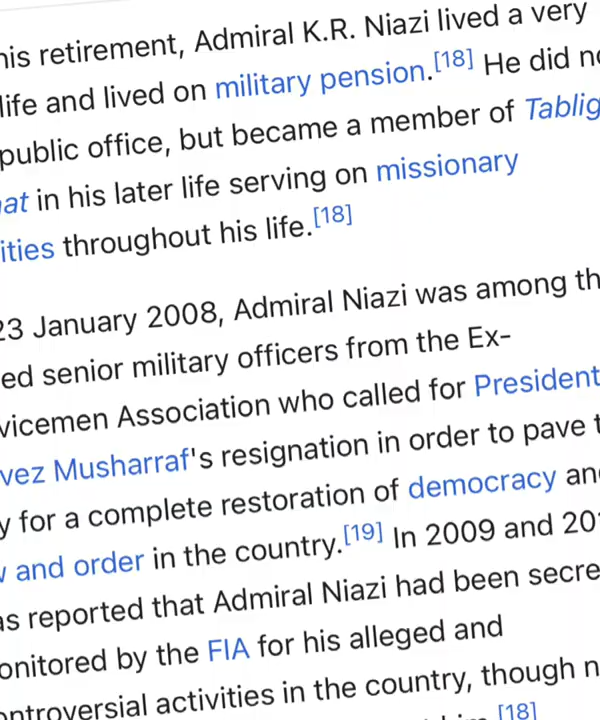 his retirement, Admiral K.R. Niazi lived a very
life and lived on military pension.[18] He did no
public office, but became a member of Tablig
at in his later life serving on missionary
ities throughout his life.[18]
23 January 2008, Admiral Niazi was among th
ed senior military officers from the Ex-
vicemen Association who called for President
vez Musharraf's resignation in order to pave t
y for a complete restoration of democracy an
w and order in the country.[19] In 2009 and 201
as reported that Admiral Niazi had been secre
onitored by the FIA for his alleged and
ontroversial activities in the country, though n
[18]